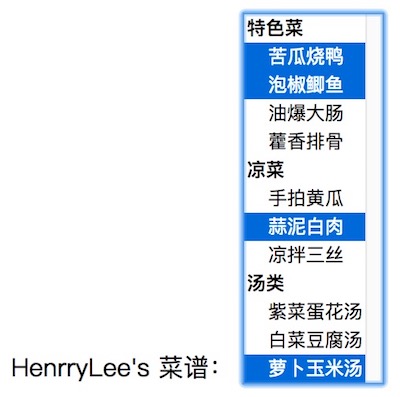 特色菜
苦瓜烧鸭
泡椒鲫鱼
油爆大肠
藿香排骨
凉菜
手拍黄瓜
蒜泥白肉
凉拌三丝
汤类
紫菜蛋花汤
白菜豆腐汤
萝卜玉米汤
HenrryLee's 菜谱：